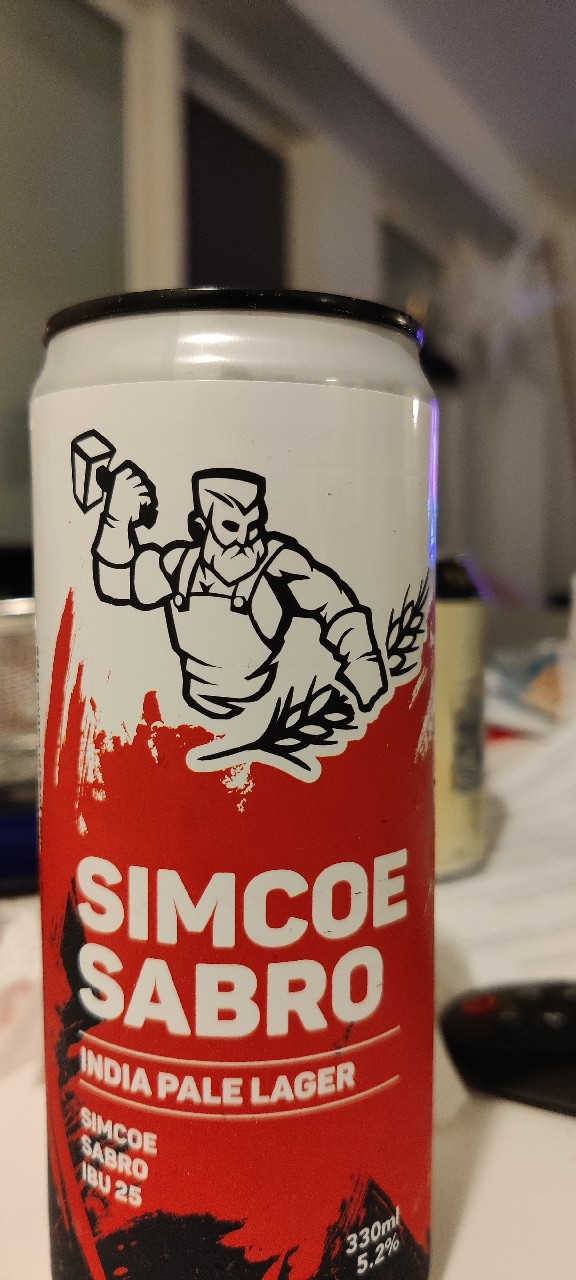 SIMCOE
SABRO
INDIA PALE LAGER
SIMCOE
SABRO
IBU 25
330ml
5.2%